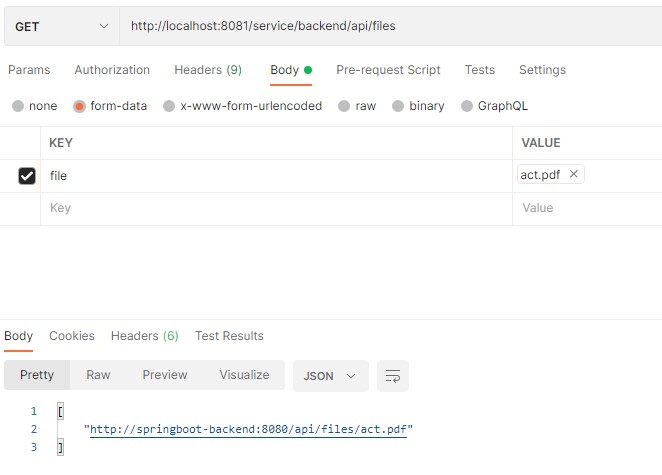 GET http://localhost:8081/service/backend/api/files
Params Authorization Headers (9) Body Pre-request Script Tests Settings
none form-data x-www-form-urlencoded raw binary GraphQL
KEY VALUE
file act.pdf
Key Value
Body Cookies Headers (6) Test Results
Pretty Raw Preview Visualize JSON
1 [
2 "http://springboot-backend:8080/api/files/act.pdf"
3 ]